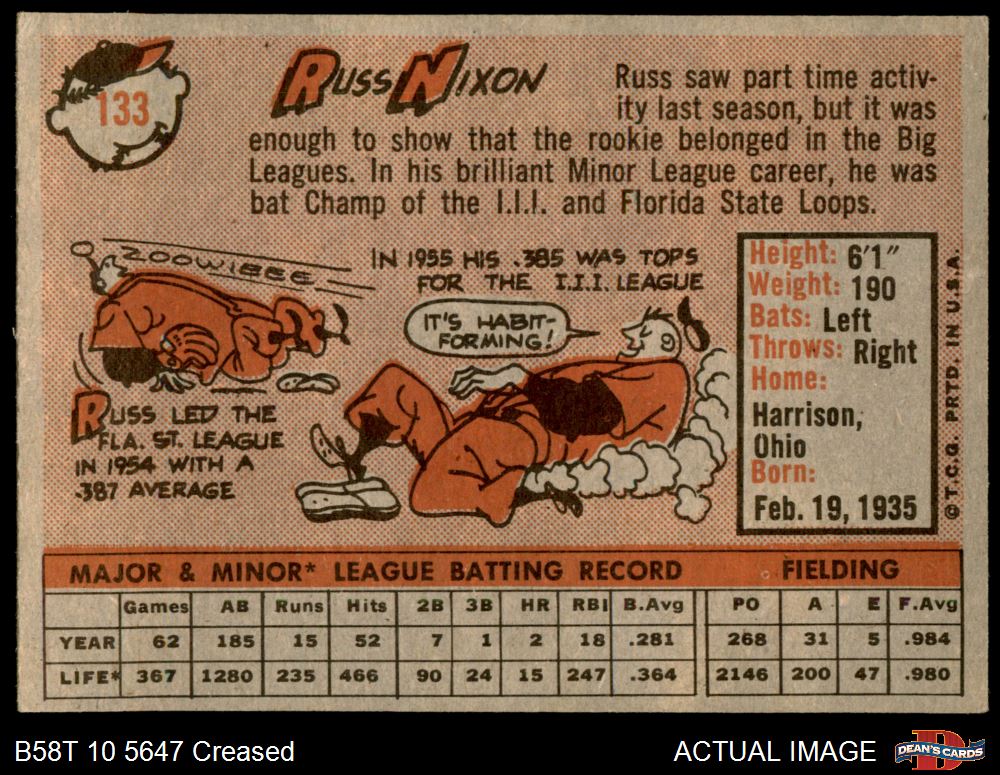 133
RUSS NIXON
Russ saw part time activ-
ity last season, but it was
enough to show that the rookie belonged in the Big
Leagues. In his brilliant Minor League career, he was
bat Champ of the I.I.I. and Florida State Loops.
ZOOWIEEE
IN 1955 HIS .385 WAS TOPS
FOR THE I.I.I. LEAGUE
IT'S HABIT-
FORMING!
RUSS LED THE
FLA. ST. LEAGUE
IN 1954 WITH A
.387 AVERAGE
Height: 6'1"
Weight: 190
Bats: Left
Throws: Right
Home:
Harrison,
Ohio
Born:
Feb. 19, 1935
©T.C.G. PRTD. IN U.S.A.
MAJOR & MINOR* LEAGUE BATTING RECORD FIELDING
Games AB Runs Hits 2B 3B HR RBI B.Avg PO A E F.Avg
YEAR 62 185 15 52 7 1 2 18 .281 268 31 5 .984
LIFE* 367 1280 235 466 90 24 15 247 .364 2146 200 47 .980
B58T 10 5647 Creased
ACTUAL IMAGE
D
DEAN'S CARDS